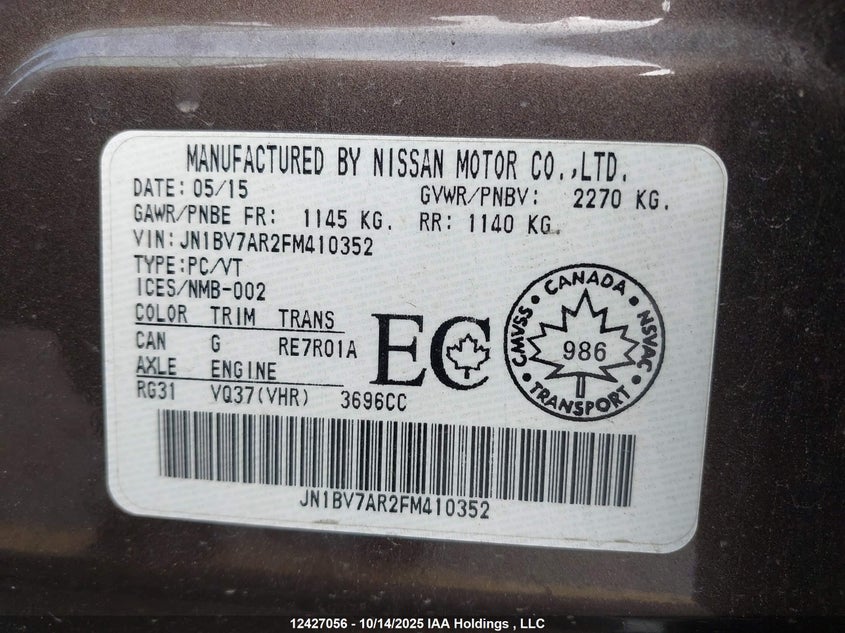 MANUFACTURED BY NISSAN MOTOR CO.,LTD.
DATE: 05/15 GVWR/PNBV: 2270 KG.
GAWR/PNBE FR: 1145 KG. RR: 1140 KG.
VIN: JN1BV7AR2FM410352
TYPE:PC/VT
ICES/NMB-002
COLOR TRIM TRANS
CAN G RE7R01A
AXLE ENGINE
RG31 VQ37(VHR) 3696CC
EC
CANADA
CMVSS
NSVAC
986
TRANSPORT
JN1BV7AR2FM410352
12427056 - 10/14/2025 IAA Holdings , LLC